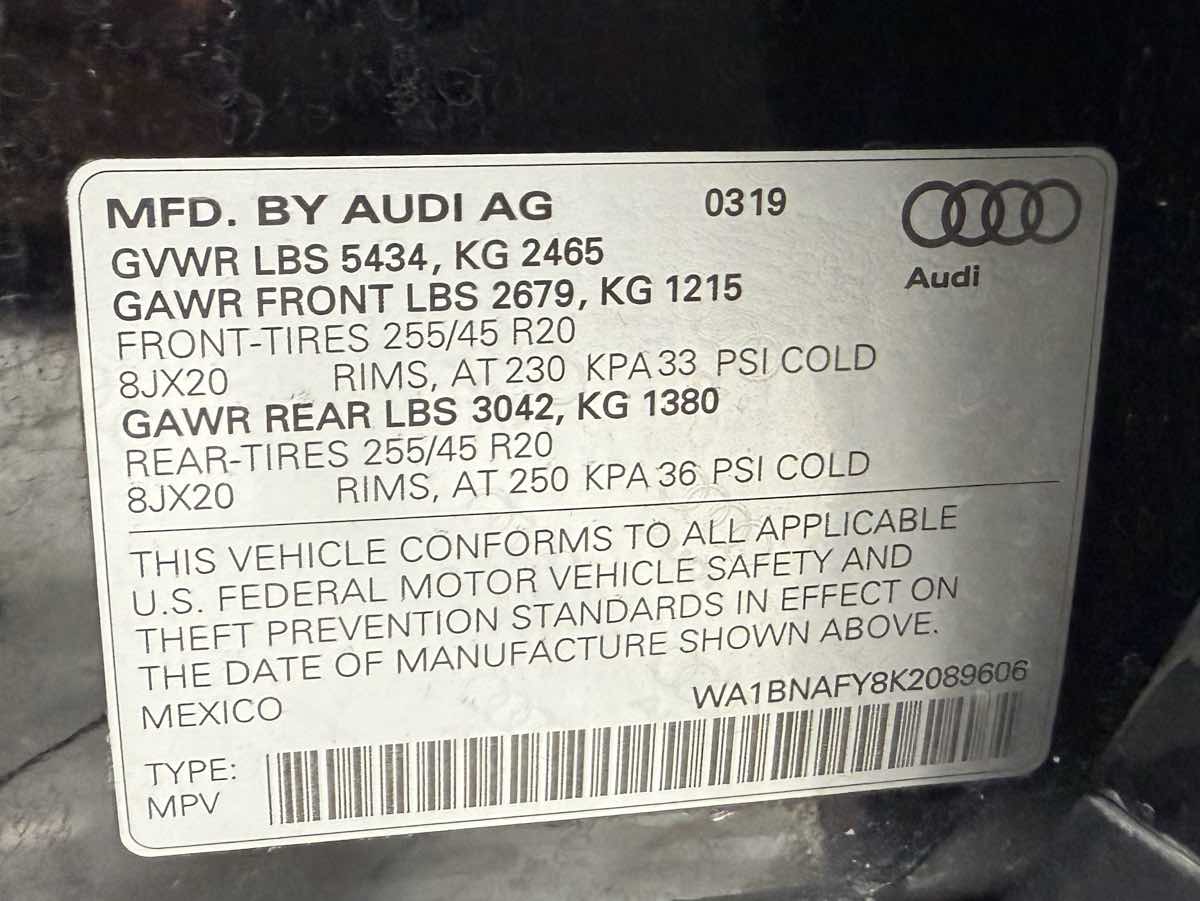 MFD. BY AUDI AG 0319
Audi
GVWR LBS 5434, KG 2465
GAWR FRONT LBS 2679, KG 1215
FRONT-TIRES 255/45 R20
8JX20 RIMS, AT 230 KPA 33 PSI COLD
GAWR REAR LBS 3042, KG 1380
REAR-TIRES 255/45 R20
8JX20 RIMS, AT 250 KPA 36 PSI COLD
THIS VEHICLE CONFORMS TO ALL APPLICABLE
U.S. FEDERAL MOTOR VEHICLE SAFETY AND
THEFT PREVENTION STANDARDS IN EFFECT ON
THE DATE OF MANUFACTURE SHOWN ABOVE.
MEXICO WA1BNAFY8K2089606
TYPE:
MPV